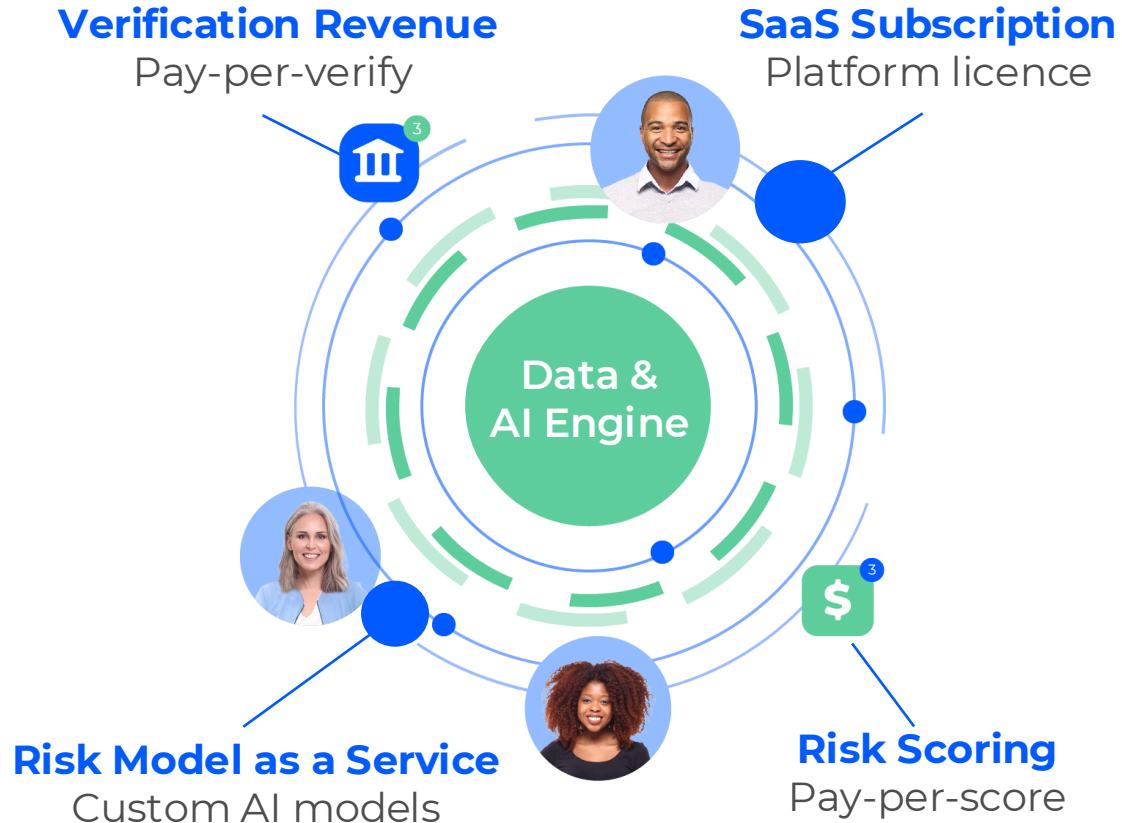 Verification Revenue
Pay-per-verify
SaaS Subscription
Platform licence
3
Data &
AI Engine
3
$
Risk Model as a Service
Custom AI models
Risk Scoring
Pay-per-score